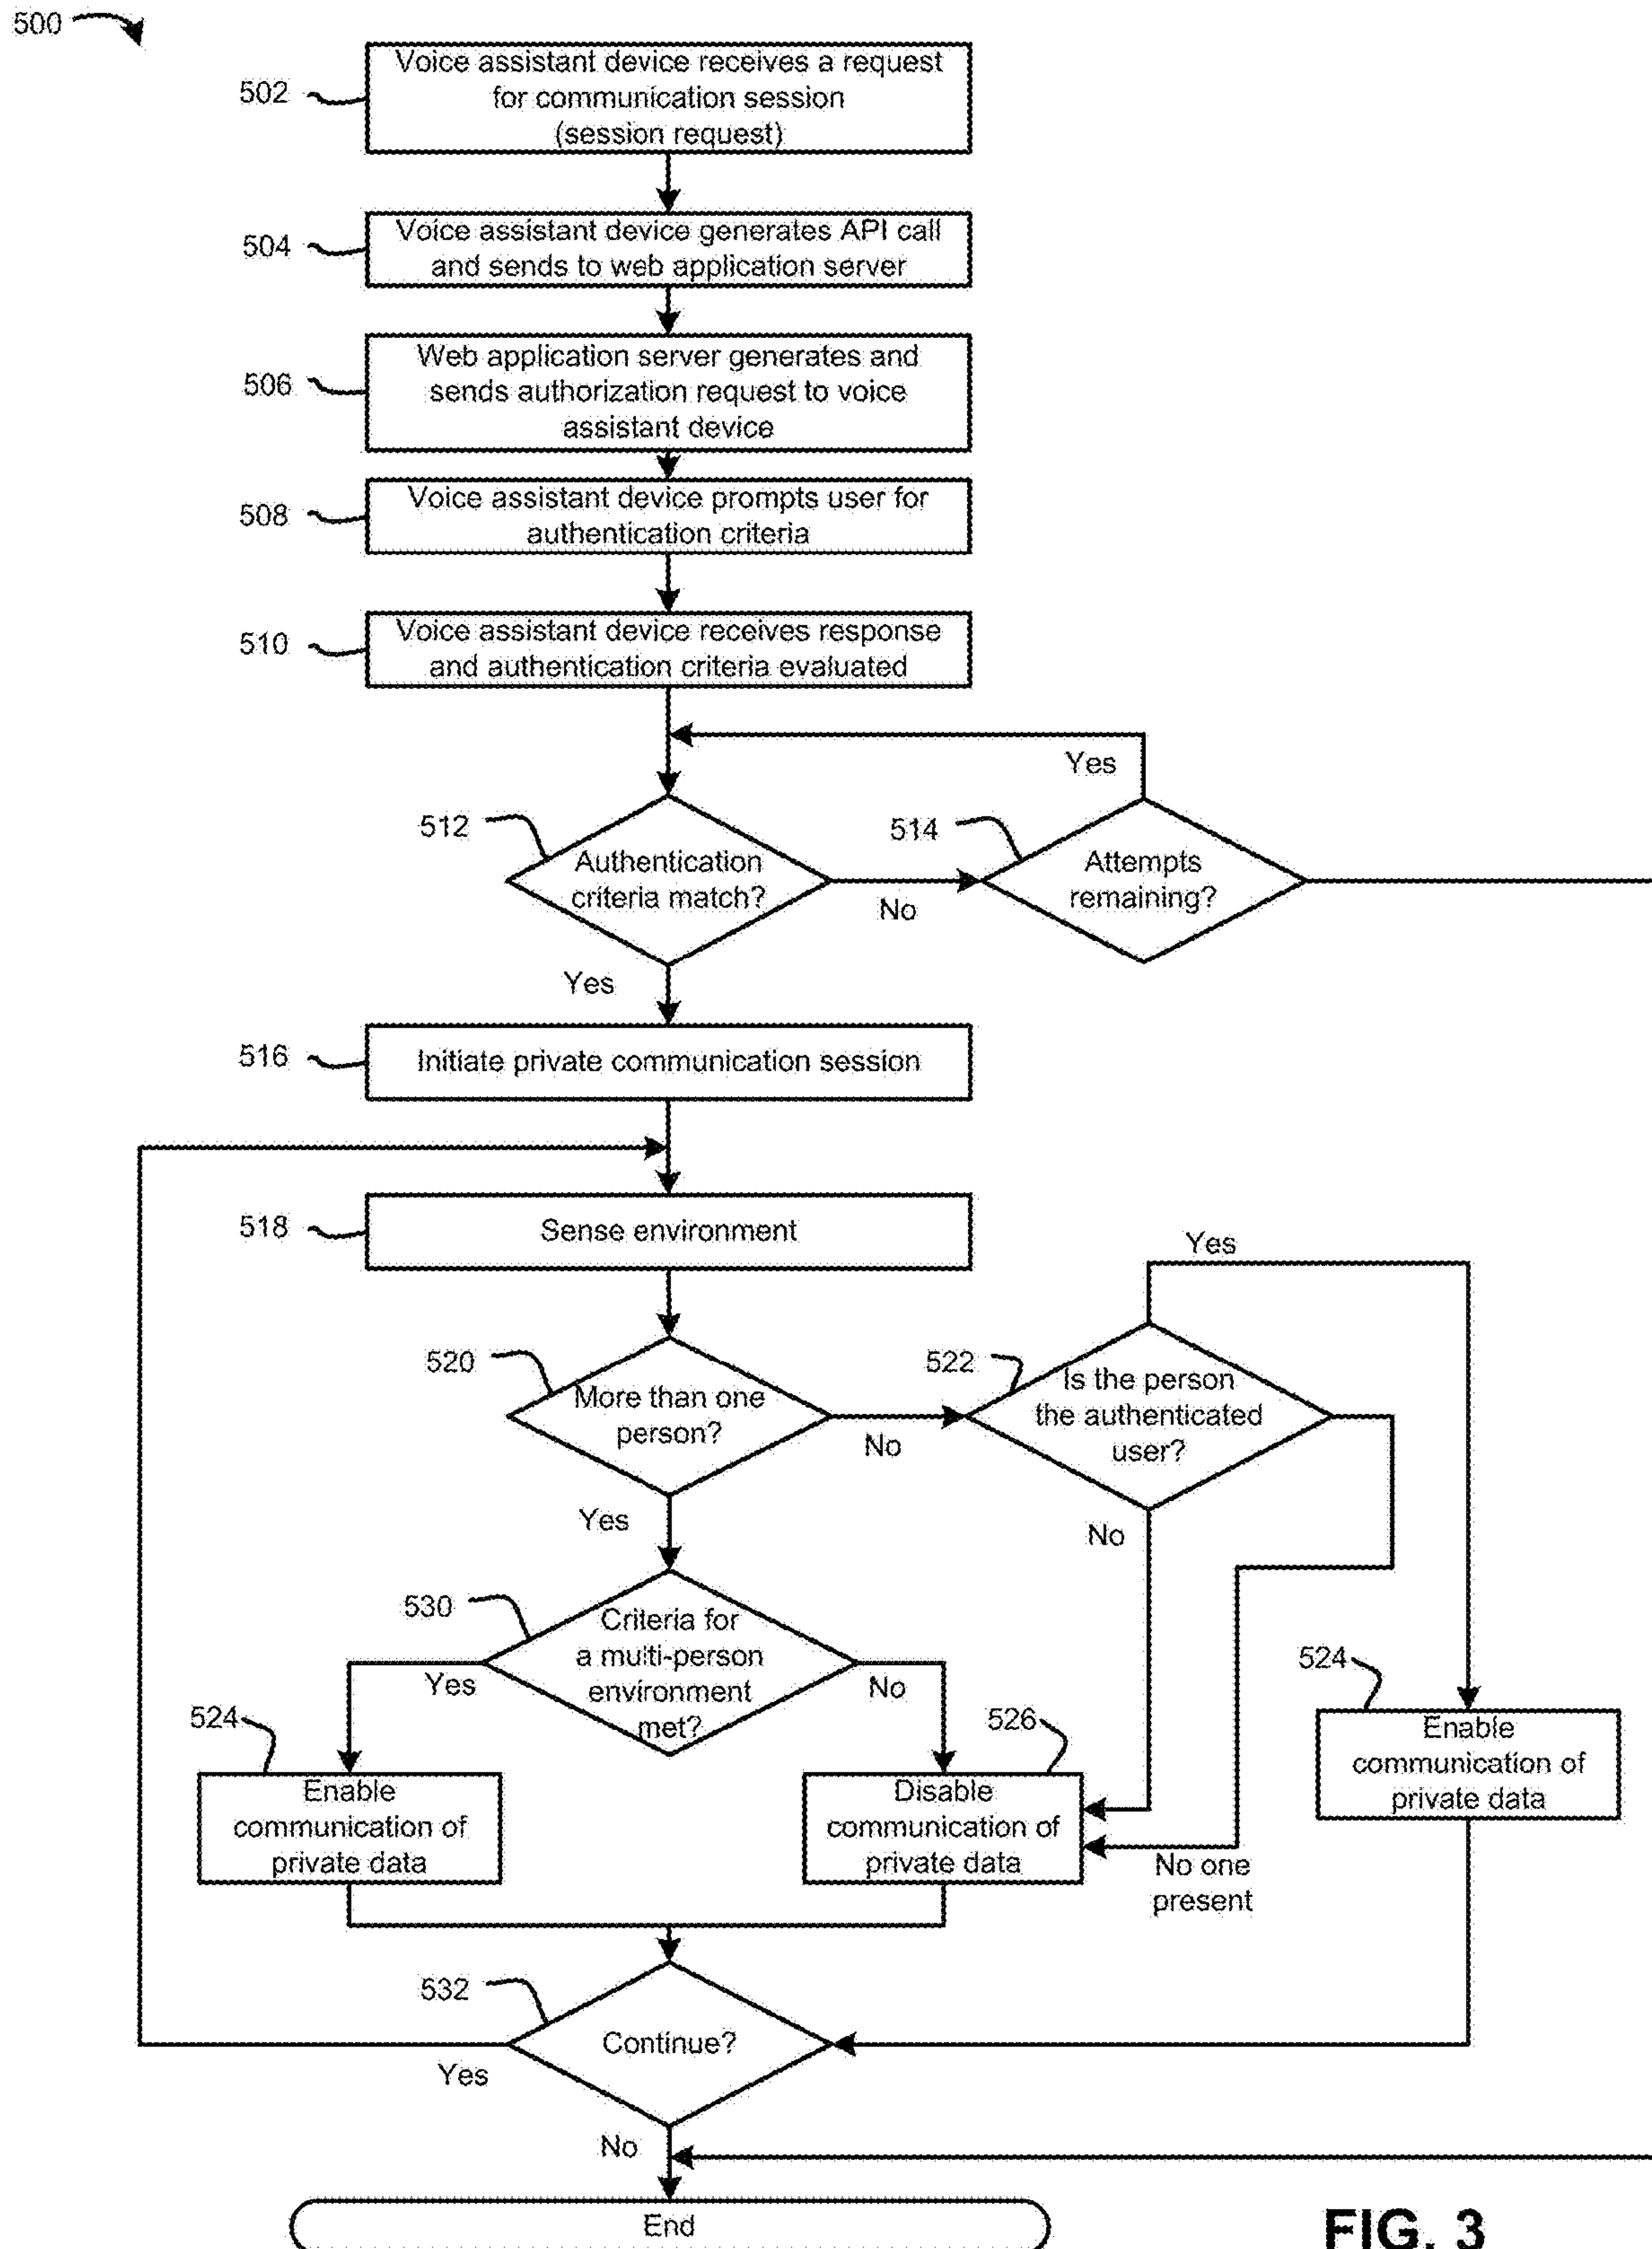 500
502
Voice assistant device receives a request
for communication session
(session request)
504
Voice assistant device generates API call
and sends to web application server
506
Web application server generates and
sends authorization request to voice
assistant device
508
Voice assistant device prompts user for
authentication criteria
510
Voice assistant device receives response
and authentication criteria evaluated
Yes
512
Authentication
criteria match?
No
514
Attempts
remaining?
Yes
516
Initiate private communication session
518
Sense environment
Yes
520
More than one
person?
No
522
Is the person
the authenticated
user?
Yes
No
530
Criteria for
a multi-person
environment
met?
Yes
No
524
Enable
communication of
private data
526
Disable
communication of
private data
No one
present
524
Enable
communication of
private data
532
Continue?
Yes
No
End
FIG. 3